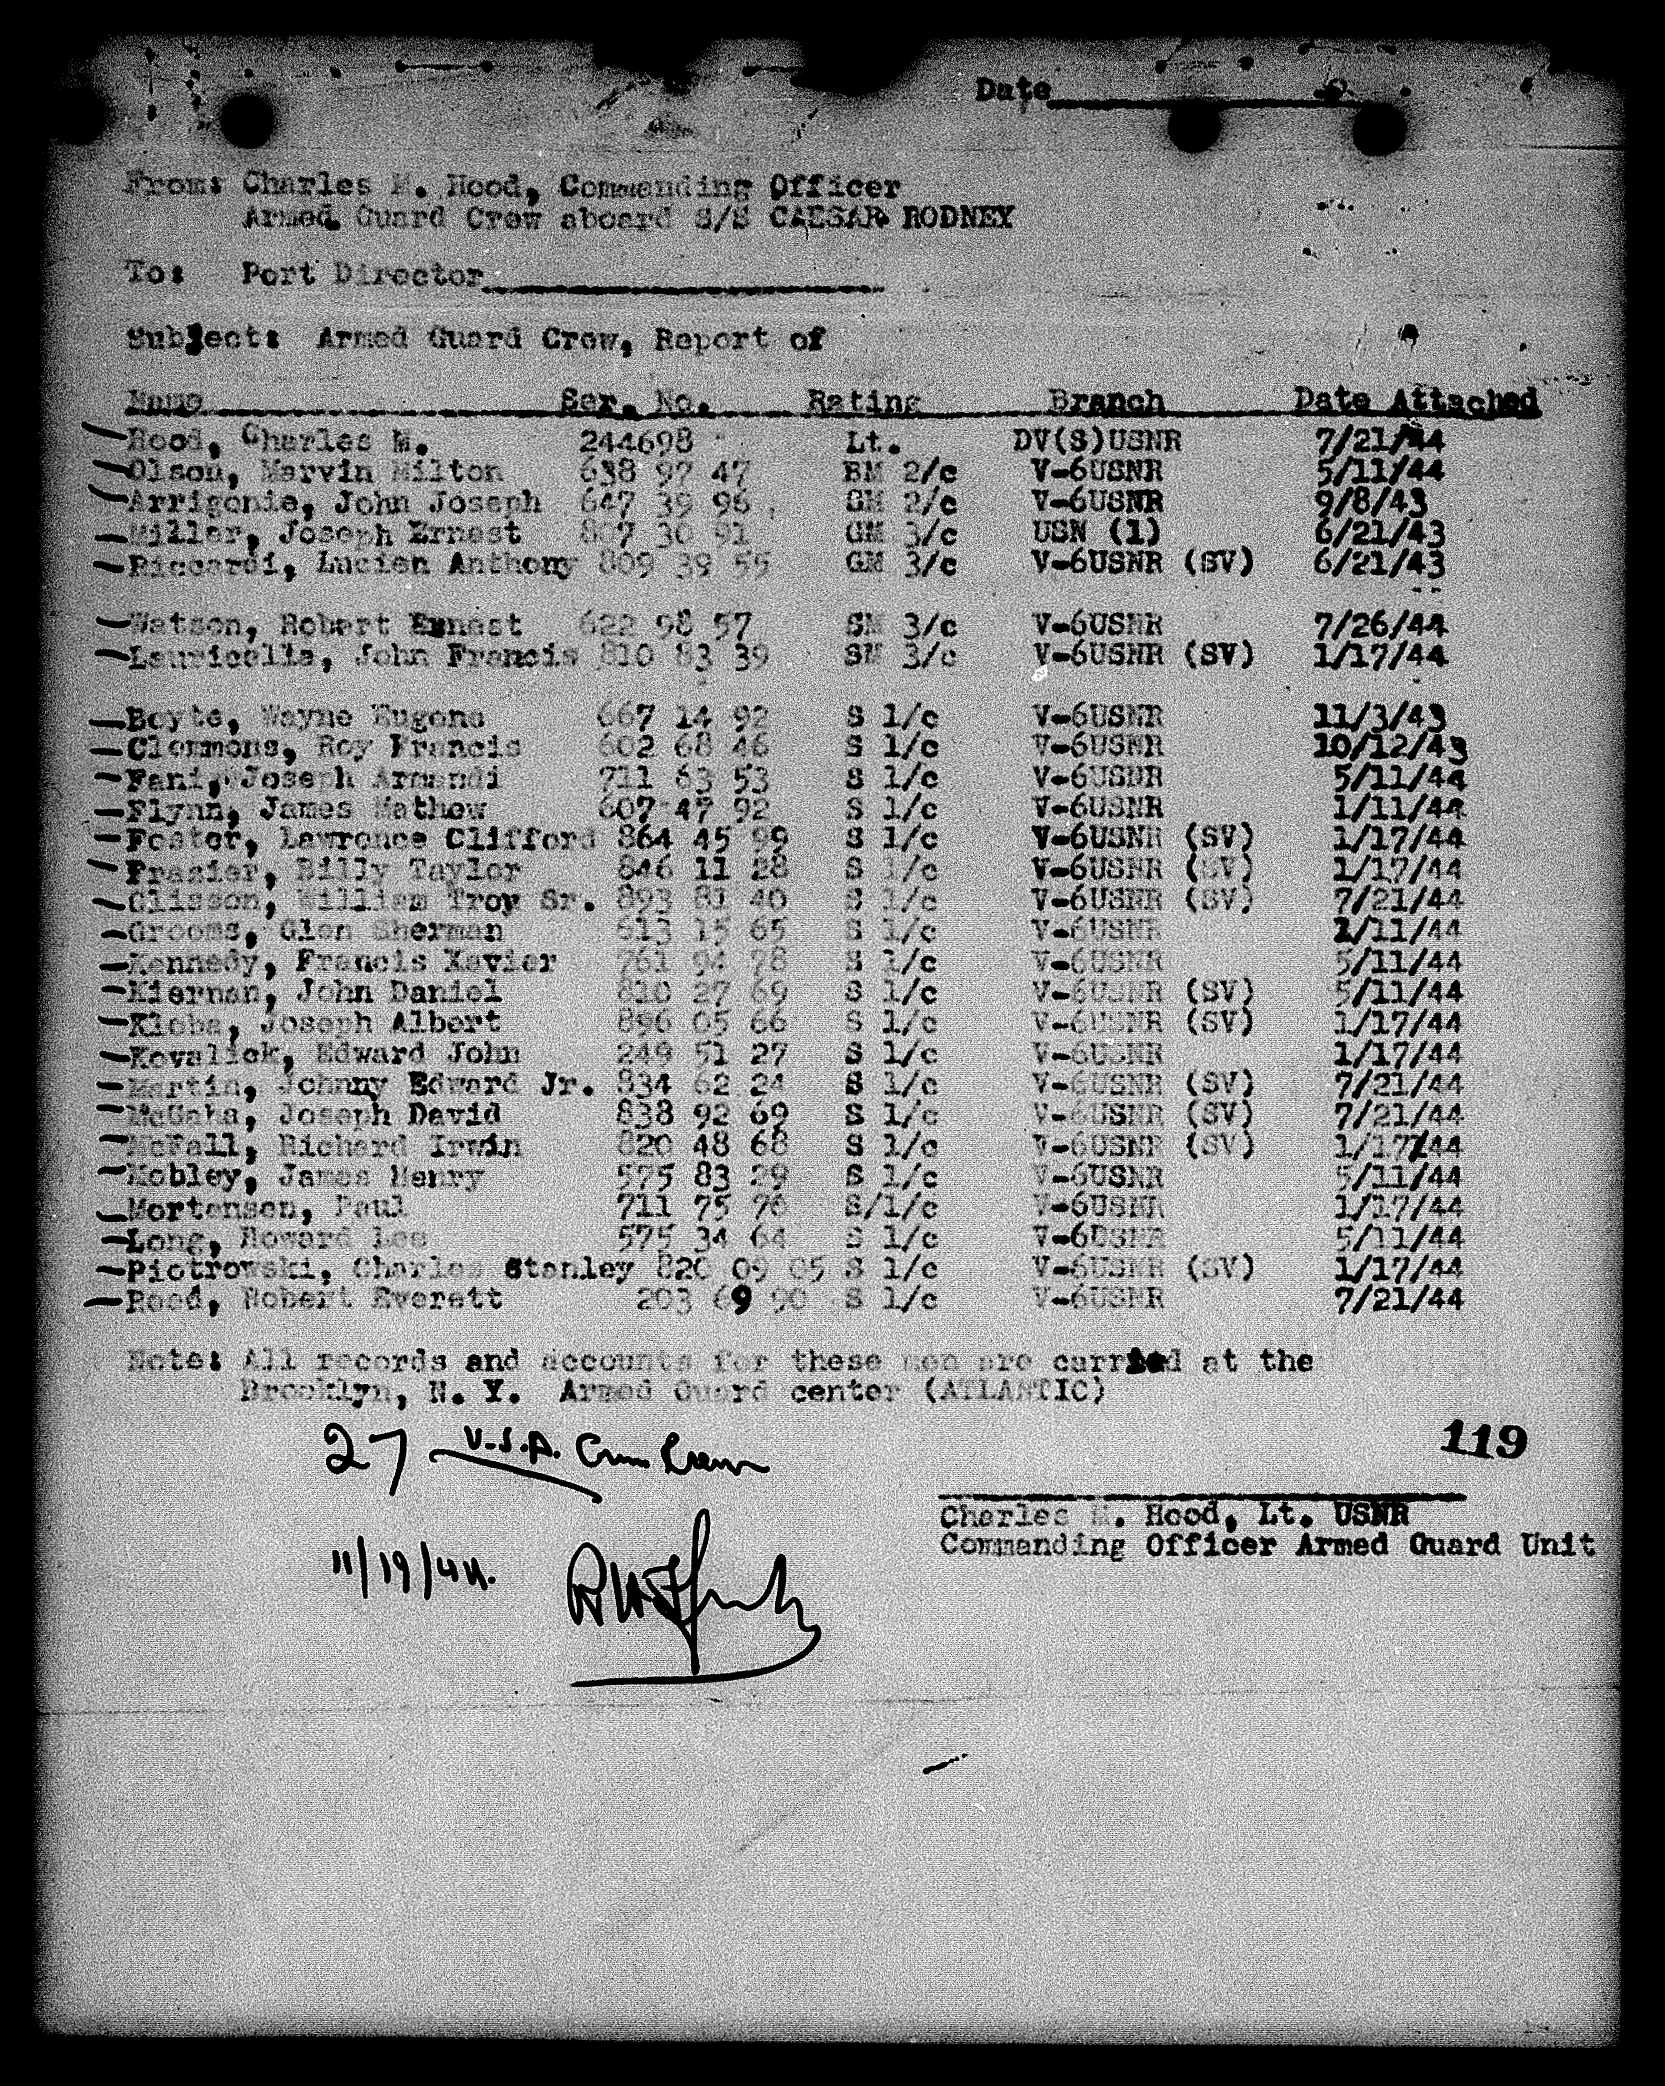 Date
From: Charles M. Hood, Commanding Officer
Armed Guard Crew aboard S/S CAESAR RODNEY
To: Port Director
Subject: Armed Guard Crew, Report of
Name Ser. No. Rating Branch Date Attached
Hood, Charles M. 244698 Lt. DV(S)USNR 7/21/44
Olson, Marvin Milton 638 97 47 BM 2/c V-6USNR 5/11/44
Arrigonie, John Joseph 647 39 96 GM 2/c V-6USNR 9/8/43
Miller, Joseph Ernest 807 30 91 GM 3/c USN (1) 6/21/43
Riccardi, Lucien Anthony 809 39 55 GM 3/c V-6USNR (SV) 6/21/43
Watson, Robert Ernest 622 98 57 SM 3/c V-6USNR 7/26/44
Lauricella, John Francis 810 83 39 SM 3/c V-6USNR (SV) 1/17/44
Boyte, Wayne Eugene 667 14 92 S 1/c V-6USNR 11/3/43
Clemmons, Roy Francis 602 68 46 S 1/c V-6USNR 10/12/43
Fani, Joseph Armandi 711 63 53 S 1/c V-6USNR 5/11/44
Flynn, James Mathew 607 47 92 S 1/c V-6USNR 1/11/44
Foster, Lawrence Clifford 864 45 99 S 1/c V-6USNR (SV) 1/17/44
Frasier, Billy Taylor 846 11 28 S 1/c V-6USNR (SV) 1/17/44
Glisson, William Troy Sr. 893 81 40 S 1/c V-6USNR (SV) 7/21/44
Grooms, Glen Sherman 613 15 65 S 1/c V-6USNR 1/11/44
Kennedy, Francis Xavier 761 94 78 S 1/c V-6USNR 5/11/44
Kiernan, John Daniel 810 27 69 S 1/c V-6USNR (SV) 5/11/44
Kloba, Joseph Albert 896 05 66 S 1/c V-6USNR (SV) 1/17/44
Kovalick, Edward John 249 51 27 S 1/c V-6USNR 1/17/44
Martin, Johnny Edward Jr. 834 62 24 S 1/c V-6USNR (SV) 7/21/44
McGaha, Joseph David 838 92 69 S 1/c V-6USNR (SV) 7/21/44
McFall, Richard Irwin 820 48 68 S 1/c V-6USNR (SV) 1/17/44
Mobley, James Henry 575 83 29 S 1/c V-6USNR 5/11/44
Mortensen, Paul 711 75 76 S/1/c V-6USNR 1/17/44
Long, Howard Lee 575 34 64 S 1/c V-6USNR 5/11/44
Piotrowski, Charles Stanley 820 09 05 S 1/c V-6USNR (SV) 1/17/44
Reed, Robert Everett 203 69 90 S 1/c V-6USNR 7/21/44
Note: All records and accounts for these men are carried at the
Brooklyn, N. Y. Armed Guard center (ATLANTIC)
27 U.S.A. Gun Crew
119
Charles M. Hood, Lt. USNR
Commanding Officer Armed Guard Unit
11/19/44.